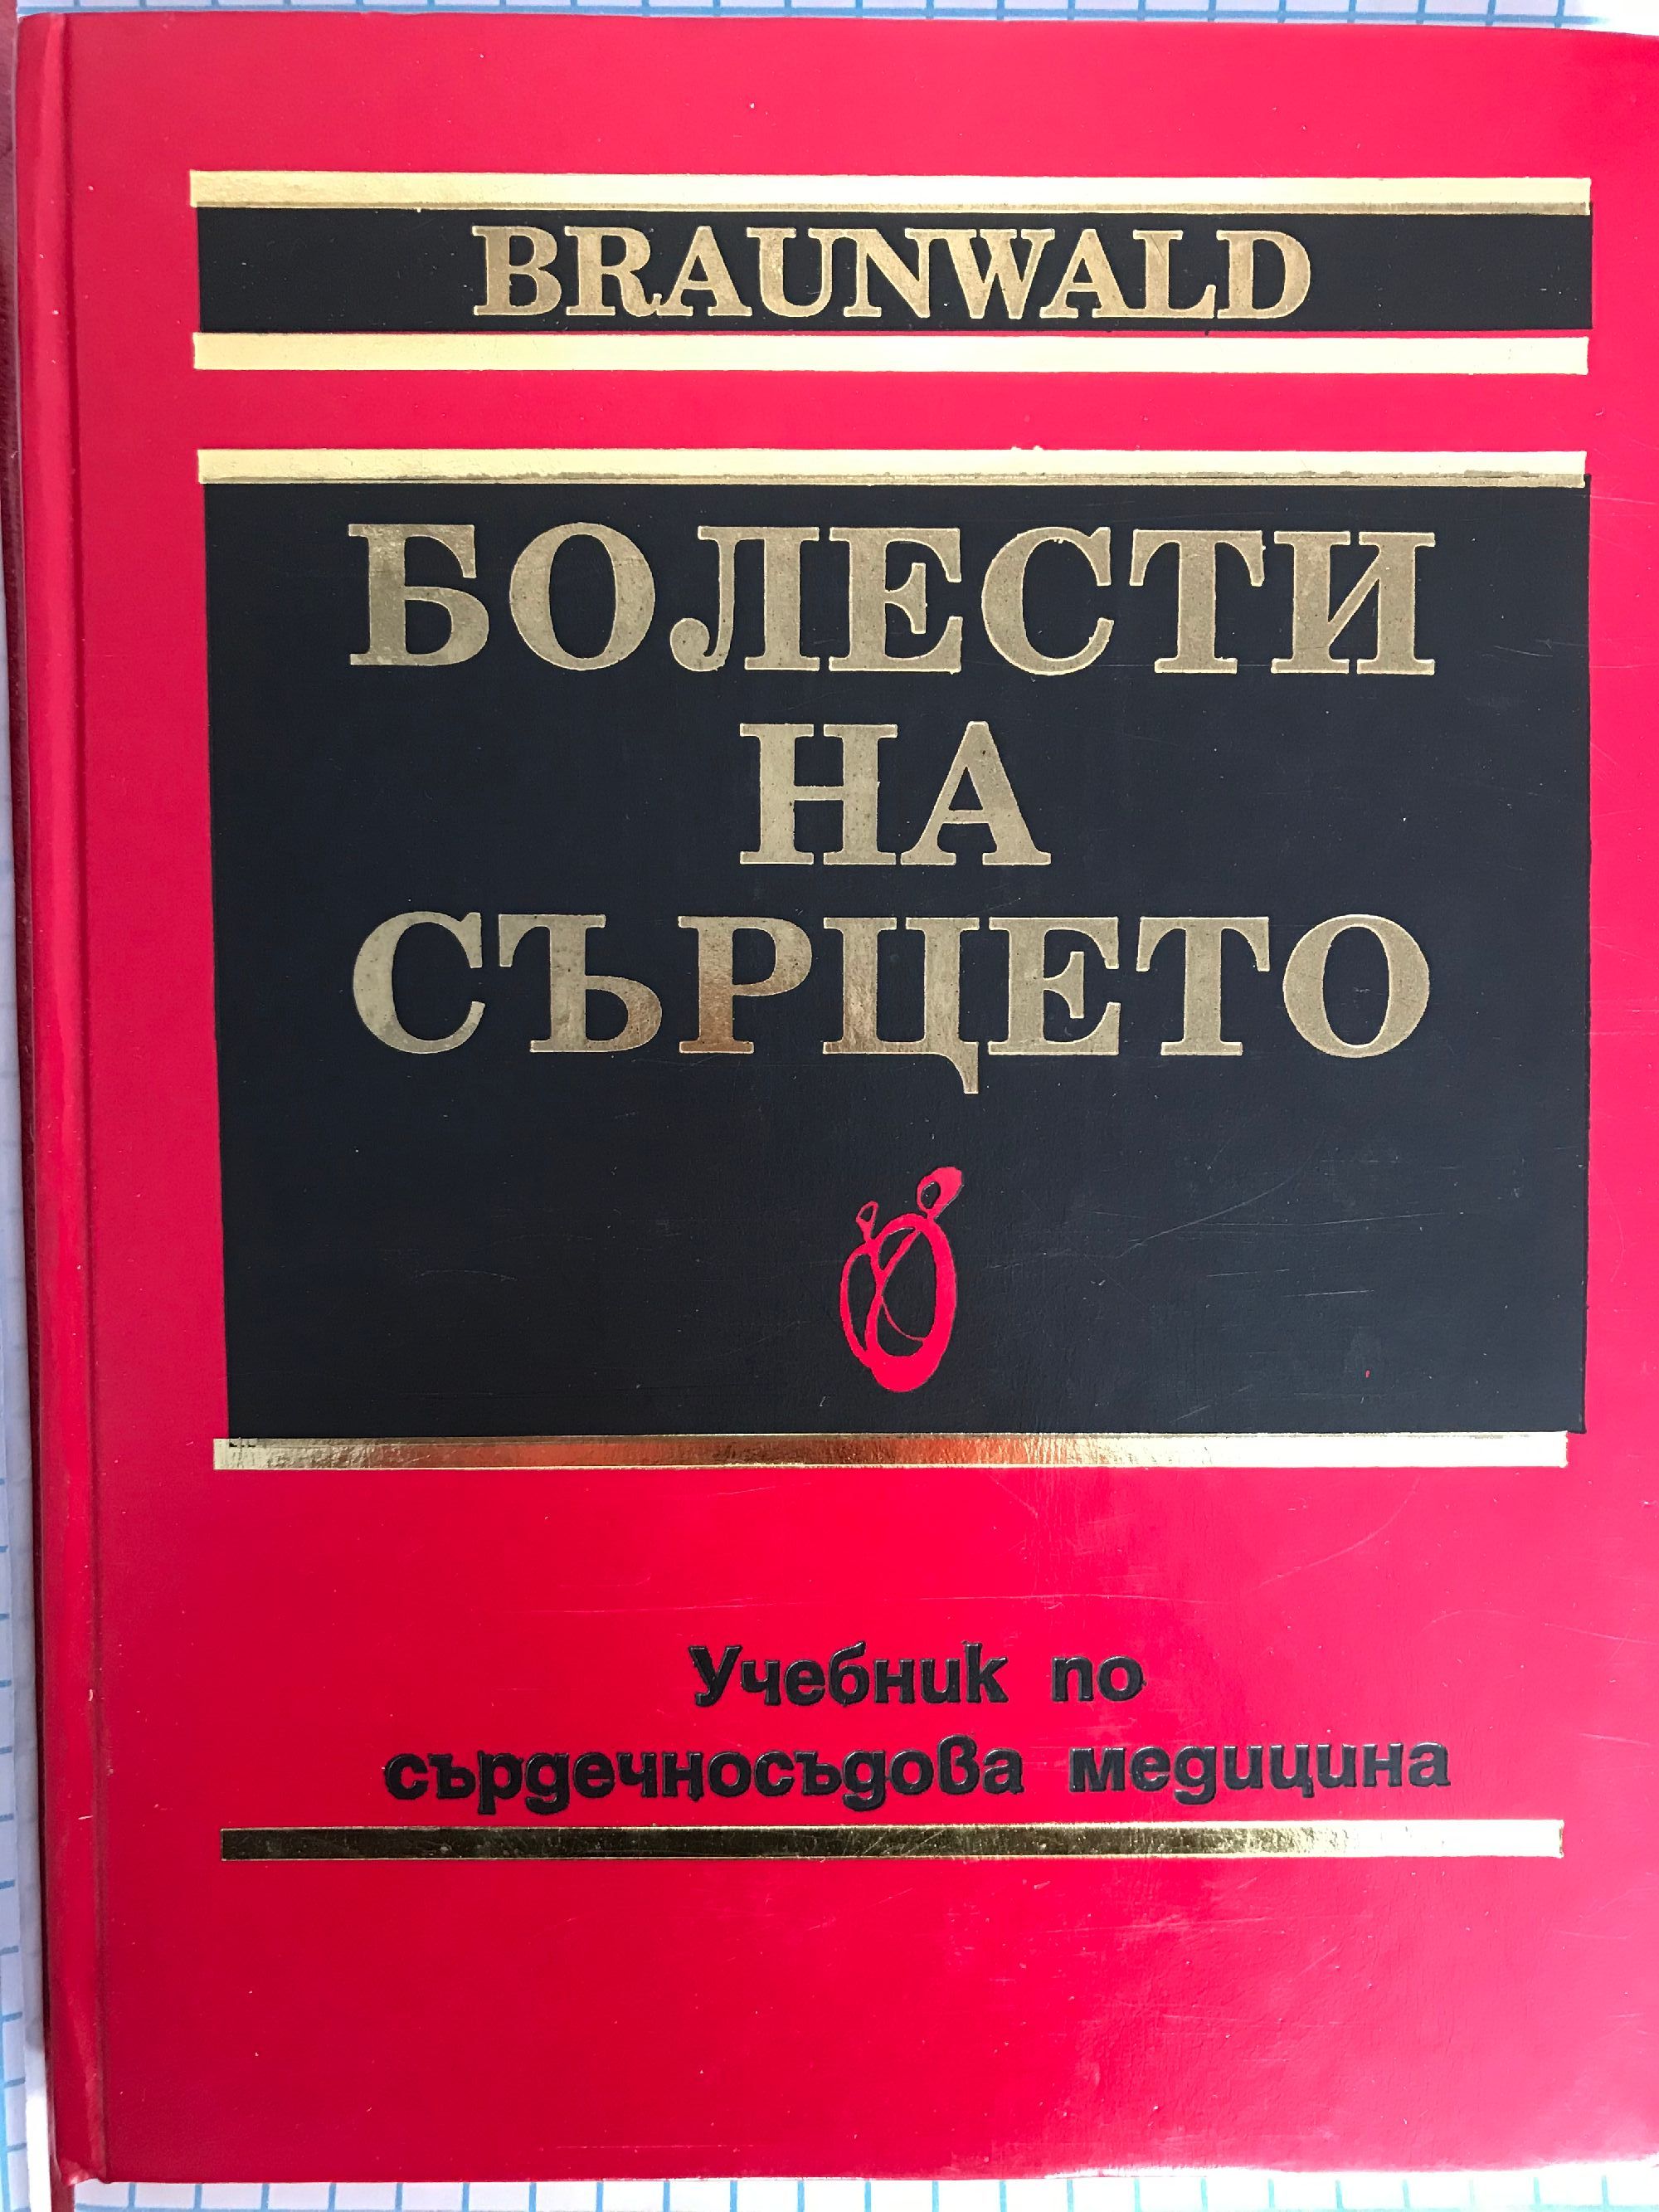 BRAUNWALD
БОЛЕСТИ
НА
СЪРЦЕТО
Учебник по
сърдечносъдова медицина